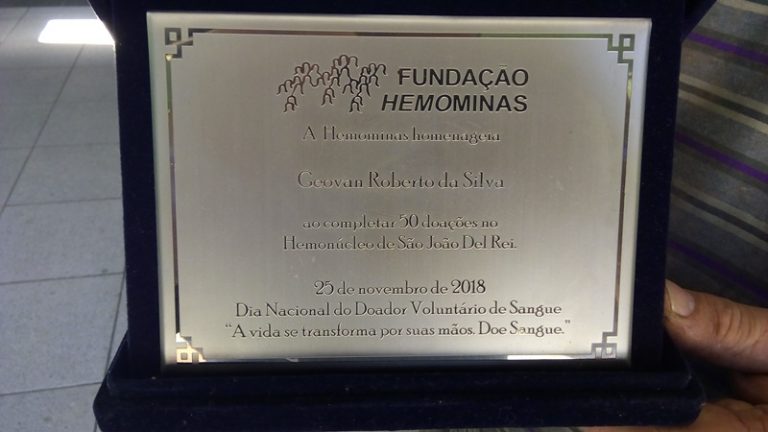 FUNDAÇÃO
HEMOMINAS
A Hemominas homenageia
Geovan Roberto da Silva
ao completar 50 doações no
Hemonúcleo de São João Del Rei.
25 de novembro de 2018
Dia Nacional do Doador Voluntário de Sangue
"A vida se transforma por suas mãos. Doe Sangue."